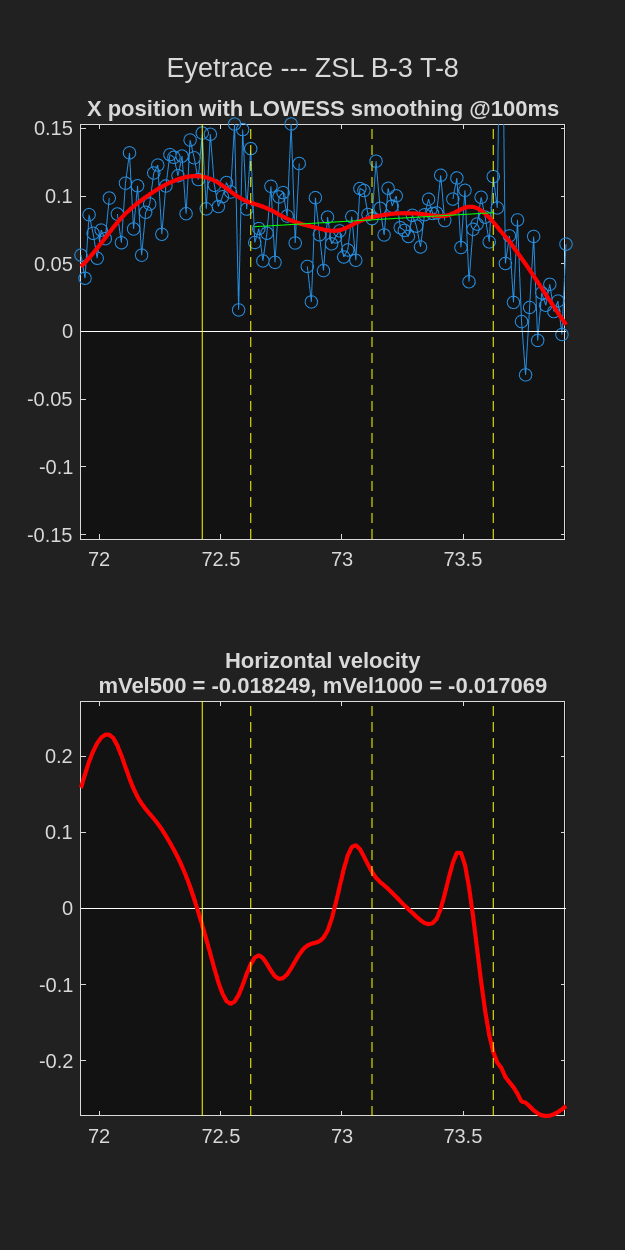 Eyetrace --- ZSL B-3 T-8
X position with LOWESS smoothing @100ms
0.15
0.1
0.05
0
-0.05
-0.1
-0.15
72 72.5 73 73.5
Horizontal velocity
mVel500 = -0.018249, mVel1000 = -0.017069
0.2
0.1
0
-0.1
-0.2
72 72.5 73 73.5